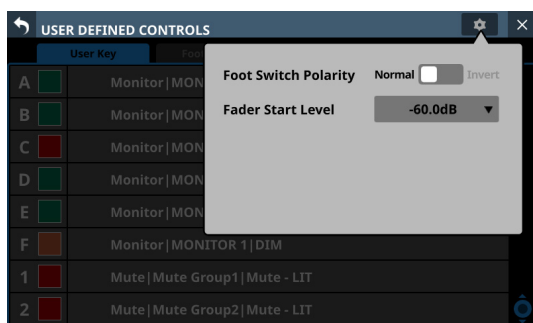 USER DEFINED CONTROLS
User Key
Foo
Foot Switch Polarity Normal Invert
Fader Start Level -60.0dB
A Monitor|MON
B Monitor|MON
C Monitor|MON
D Monitor|MON
E Monitor|MON
F Monitor|MONITOR 1|DIM
1 Mute|Mute Group1|Mute - LIT
2 Mute|Mute Group2|Mute - LIT